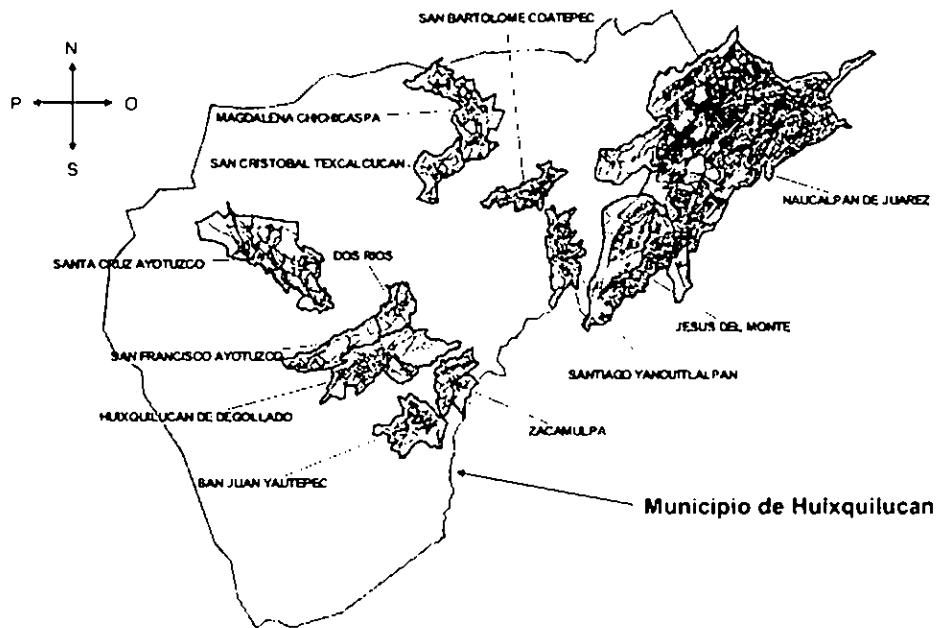 SAN BARTOLOME COATEPEC
N
P
O
S
MAGDALENA CHICHICASPA
SAN CRISTOBAL TEXCALCUCAN
NAUCALPAN DE JUAREZ
SANTA CRUZ AYOTUZCO
DOS RIOS
JESUS DEL MONTE
SAN FRANCISCO AYOTUZCO
SANTIAGO YANCUITLALPAN
HUIXQUILUCAN DE DEGOLLADO
ZACAMULPA
SAN JUAN YAUTEPEC
Municipio de Huixquilucan